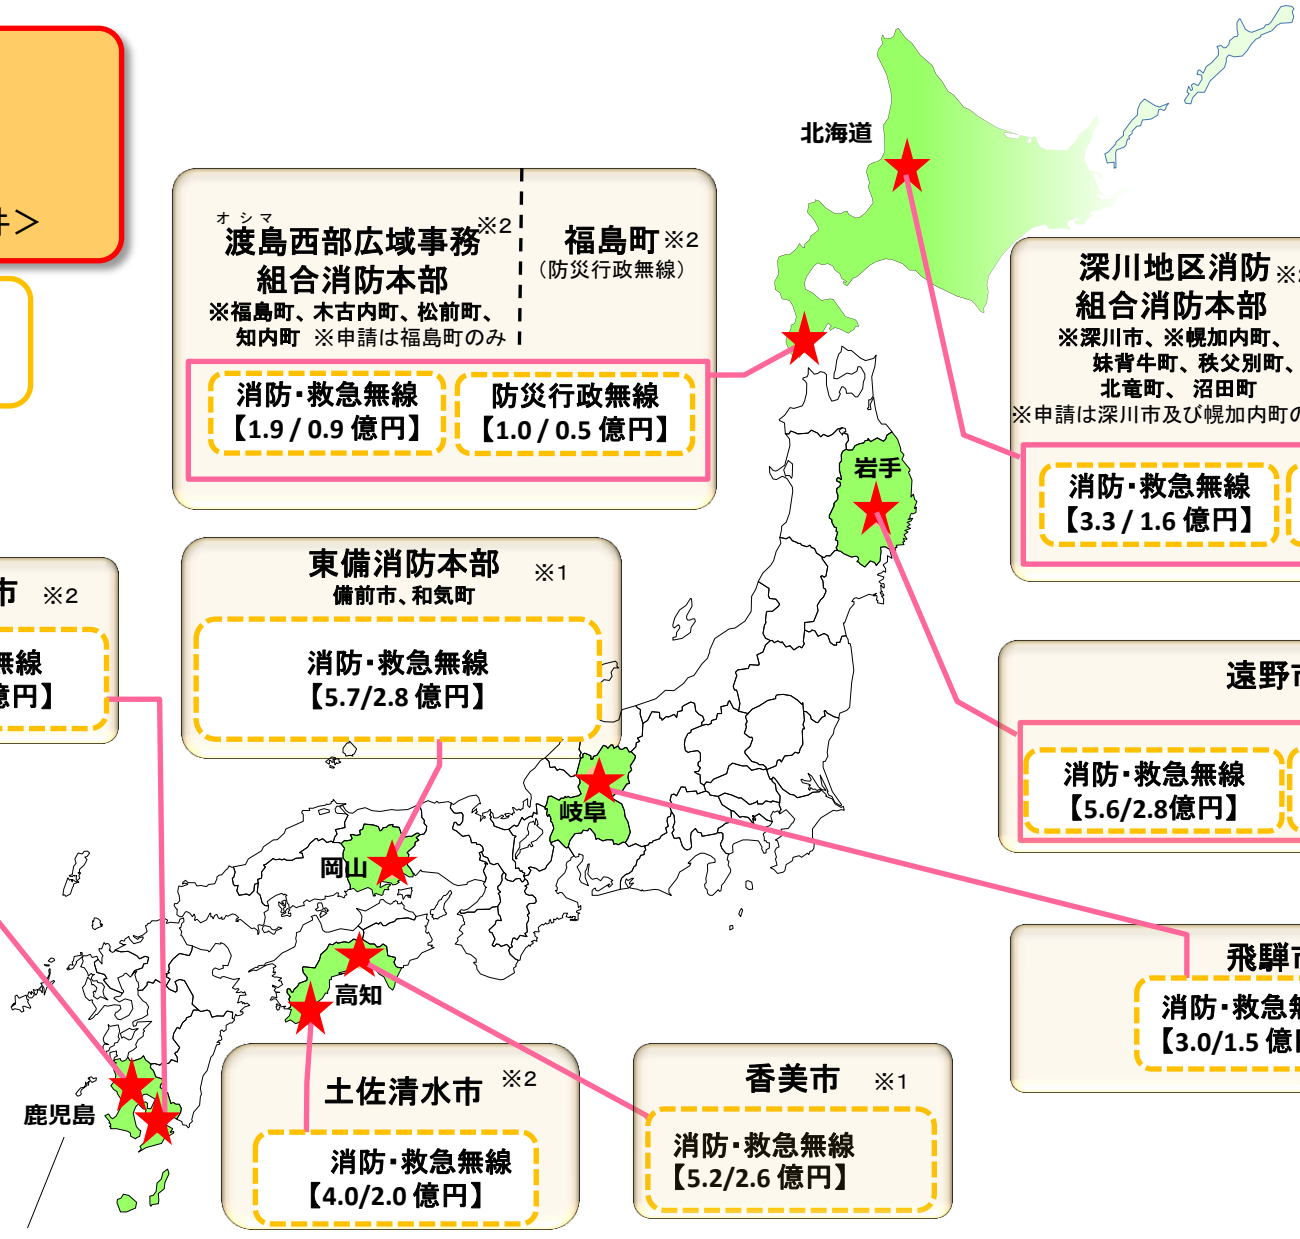 件＞
北海道
オシマ
渡島西部広域事務※2
組合消防本部
※福島町、木古内町、松前町、
知内町 ※申請は福島町のみ
福島町※2
（防災行政無線）
消防・救急無線
【1.9 / 0.9 億円】
防災行政無線
【1.0 / 0.5 億円】
深川地区消防
組合消防本部
※深川市、※幌加内町、
妹背牛町、秩父別町、
北竜町、 沼田町
※申請は深川市及び幌加内町の
消防・救急無線
【3.3 / 1.6 億円】
岩手
市 ※2
無線
億円】
東備消防本部 ※1
備前市、和気町
消防・救急無線
【5.7/2.8 億円】
遠野市
消防・救急無線
【5.6/2.8億円】
岐阜
岡山
高知
鹿児島
飛騨市
消防・救急無
【3.0/1.5 億円
土佐清水市 ※2
消防・救急無線
【4.0/2.0 億円】
香美市 ※1
消防・救急無線
【5.2/2.6 億円】